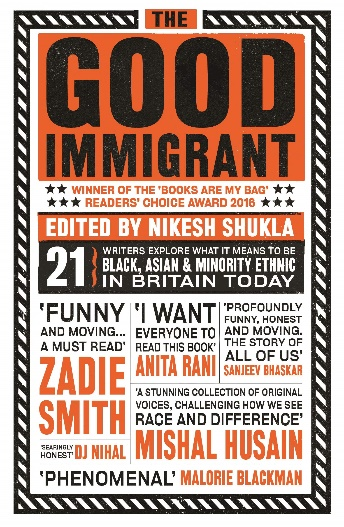 THE
GOOD
IMMIGRANT
WINNER OF THE 'BOOKS ARE MY BAG'
READERS' CHOICE AWARD 2016
EDITED BY NIKESH SHUKLA
21
WRITERS EXPLORE WHAT IT MEANS TO BE
BLACK, ASIAN & MINORITY ETHNIC
IN BRITAIN TODAY
'FUNNY
AND MOVING...
A MUST READ'
ZADIE
SMITH
'SEARINGLY
HONEST' DJ NIHAL
'I WANT
EVERYONE TO
READ THIS BOOK'
ANITA RANI
'PROFOUNDLY
FUNNY, HONEST
AND MOVING.
THE STORY OF
ALL OF US'
SANJEEV BHASKAR
'A STUNNING COLLECTION OF ORIGINAL
VOICES, CHALLENGING HOW WE SEE
RACE AND DIFFERENCE'
MISHAL HUSAIN
'PHENOMENAL' MALORIE BLACKMAN